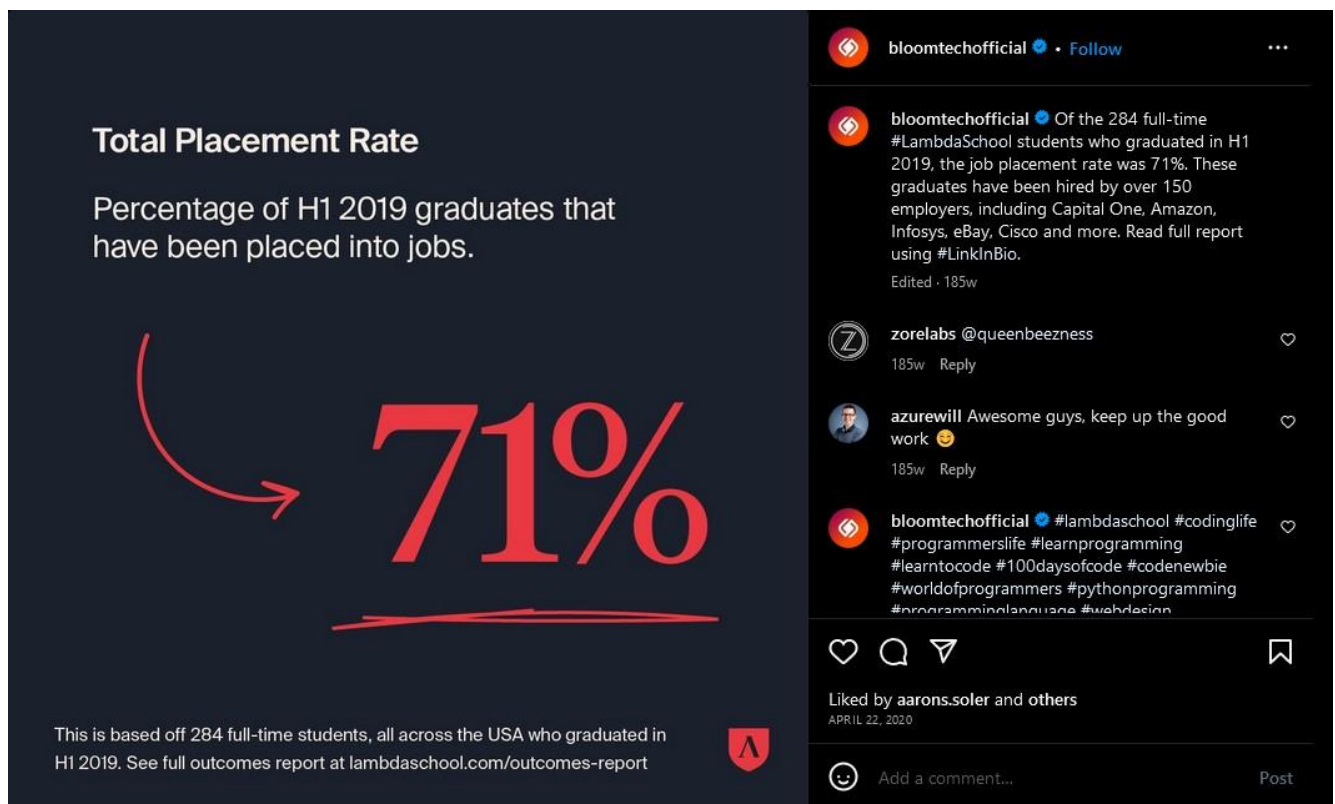 Total Placement Rate
Percentage of H1 2019 graduates that
have been placed into jobs.
71%
This is based off 284 full-time students, all across the USA who graduated in
H1 2019. See full outcomes report at lambdaschool.com/outcomes-report
bloomtechofficial • Follow
bloomtechofficial Of the 284 full-time
#LambdaSchool students who graduated in H1
2019, the job placement rate was 71%. These
graduates have been hired by over 150
employers, including Capital One, Amazon,
Infosys, eBay, Cisco and more. Read full report
using #LinkInBio.
Edited · 185w
zorelabs @queenbeezness
185w Reply
azurewill Awesome guys, keep up the good
work 😊
185w Reply
bloomtechofficial #lambdaschool #codinglife
#programmerslife #learnprogramming
#learntocode #100daysofcode #codenewbie
#worldofprogrammers #pythonprogramming
#programminglanguage #webdesign
Liked by aarons.soler and others
APRIL 22, 2020
Add a comment...
Post